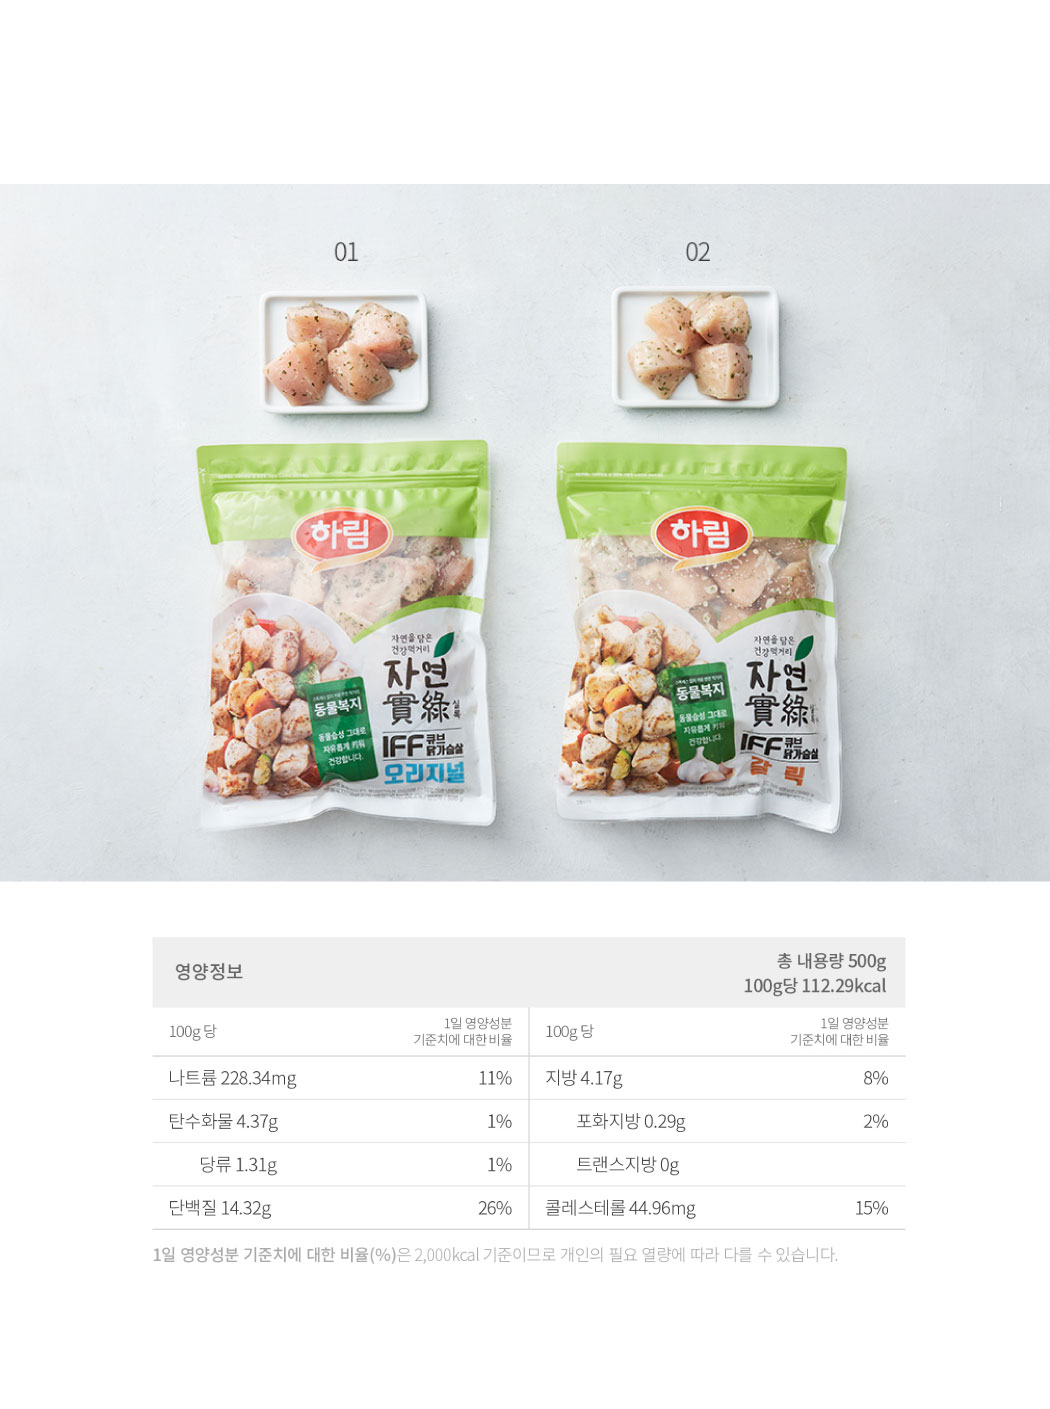 01
02
하림
하림
자연을 담은
건강먹거리
자연
實綠
실록
동물복지
동물습성 그대로
자유롭게 키워
건강합니다.
IFF 큐브
닭가슴살
오리지널
자연을 담은
건강먹거리
자연
實綠
실록
동물복지
동물습성 그대로
자유롭게 키워
건강합니다.
IFF 큐브
닭가슴살
갈릭
영양정보
총 내용량 500g
100g당 112.29kcal
100g 당
1일 영양성분
기준치에 대한 비율
100g 당
1일 영양성분
기준치에 대한 비율
나트륨 228.34mg 11% 지방 4.17g 8%
탄수화물 4.37g 1% 포화지방 0.29g 2%
당류 1.31g 1% 트랜스지방 0g
단백질 14.32g 26% 콜레스테롤 44.96mg 15%
1일 영양성분 기준치에 대한 비율(%)은 2,000kcal 기준이므로 개인의 필요 열량에 따라 다를 수 있습니다.